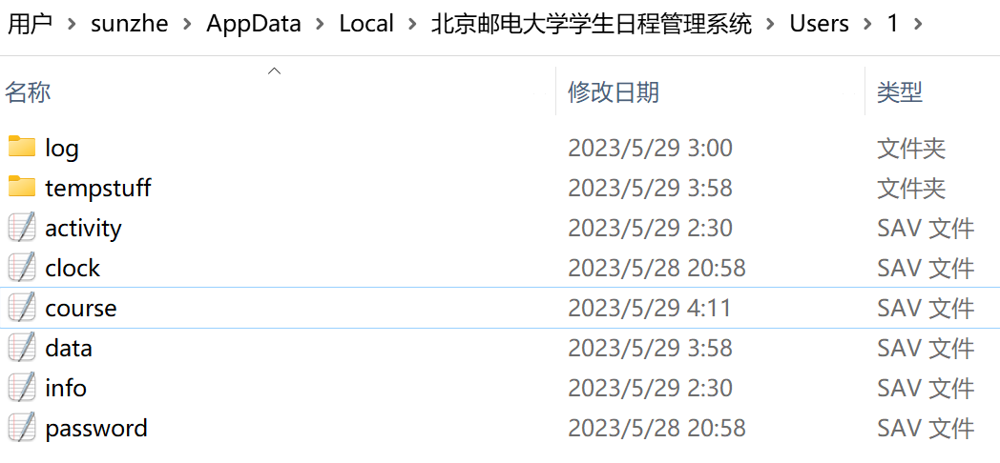 用户 › sunzhe › AppData › Local › 北京邮电大学学生日程管理系统 › Users › 1 ›
名称 修改日期 类型
log 2023/5/29 3:00 文件夹
tempstuff 2023/5/29 3:58 文件夹
activity 2023/5/29 2:30 SAV 文件
clock 2023/5/28 20:58 SAV 文件
course 2023/5/29 4:11 SAV 文件
data 2023/5/29 3:58 SAV 文件
info 2023/5/29 2:30 SAV 文件
password 2023/5/28 20:58 SAV 文件